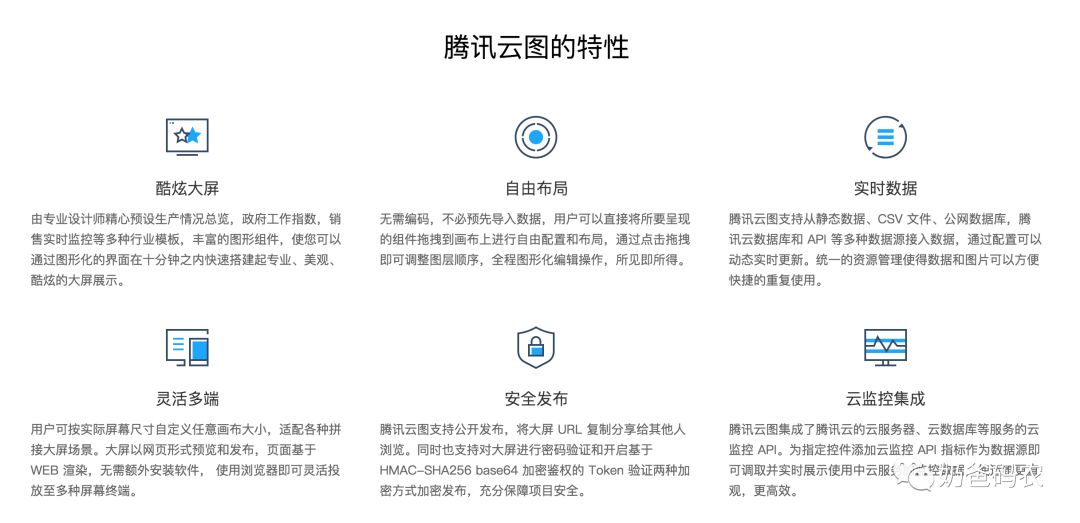 腾讯云图的特性
酷炫大屏
由专业设计师精心预设生产情况总览，政府工作指数，销
售实时监控等多种行业模板，丰富的图形组件，使您可以
通过图形化的界面在十分钟之内快速搭建起专业、美观、
酷炫的大屏展示。
自由布局
无需编码，不必预先导入数据，用户可以直接将所要呈现
的组件拖拽到画布上进行自由配置和布局，通过点击拖拽
即可调整图层顺序，全程图形化编辑操作，所见即所得。
实时数据
腾讯云图支持从静态数据、CSV 文件、公网数据库，腾
讯云数据库和 API 等多种数据源接入数据，通过配置可以
动态实时更新。统一的资源管理使得数据和图片可以方便
快捷的重复使用。
灵活多端
用户可按实际屏幕尺寸自定义任意画布大小，适配各种拼
接大屏场景。大屏以网页形式预览和发布，页面基于
WEB 渲染，无需额外安装软件， 使用浏览器即可灵活投
放至多种屏幕终端。
安全发布
腾讯云图支持公开发布，将大屏 URL 复制分享给其他人
浏览。同时也支持对大屏进行密码验证和开启基于
HMAC-SHA256 base64 加密鉴权的 Token 验证两种加
密方式加密发布，充分保障项目安全。
云监控集成
腾讯云图集成了腾讯云的云服务器、云数据库等服务的云
监控 API。为指定控件添加云监控 API 指标作为数据源即
可调取并实时展示使用中云服务
观，更高效。
奶爸码农